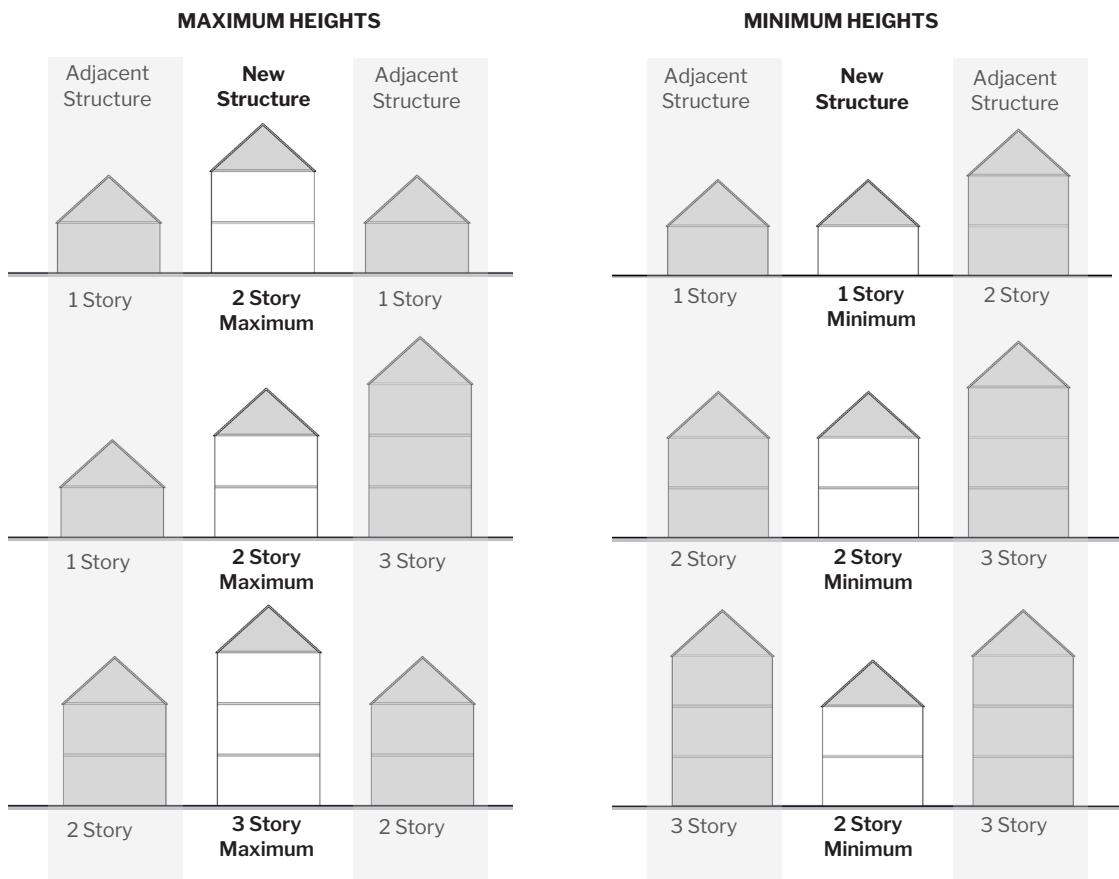 MAXIMUM HEIGHTS
Adjacent
Structure
New
Structure
Adjacent
Structure
1 Story
2 Story
Maximum
1 Story
1 Story
2 Story
Maximum
3 Story
2 Story
3 Story
Maximum
2 Story
MINIMUM HEIGHTS
Adjacent
Structure
New
Structure
Adjacent
Structure
1 Story
1 Story
Minimum
2 Story
2 Story
2 Story
Minimum
3 Story
3 Story
2 Story
Minimum
3 Story